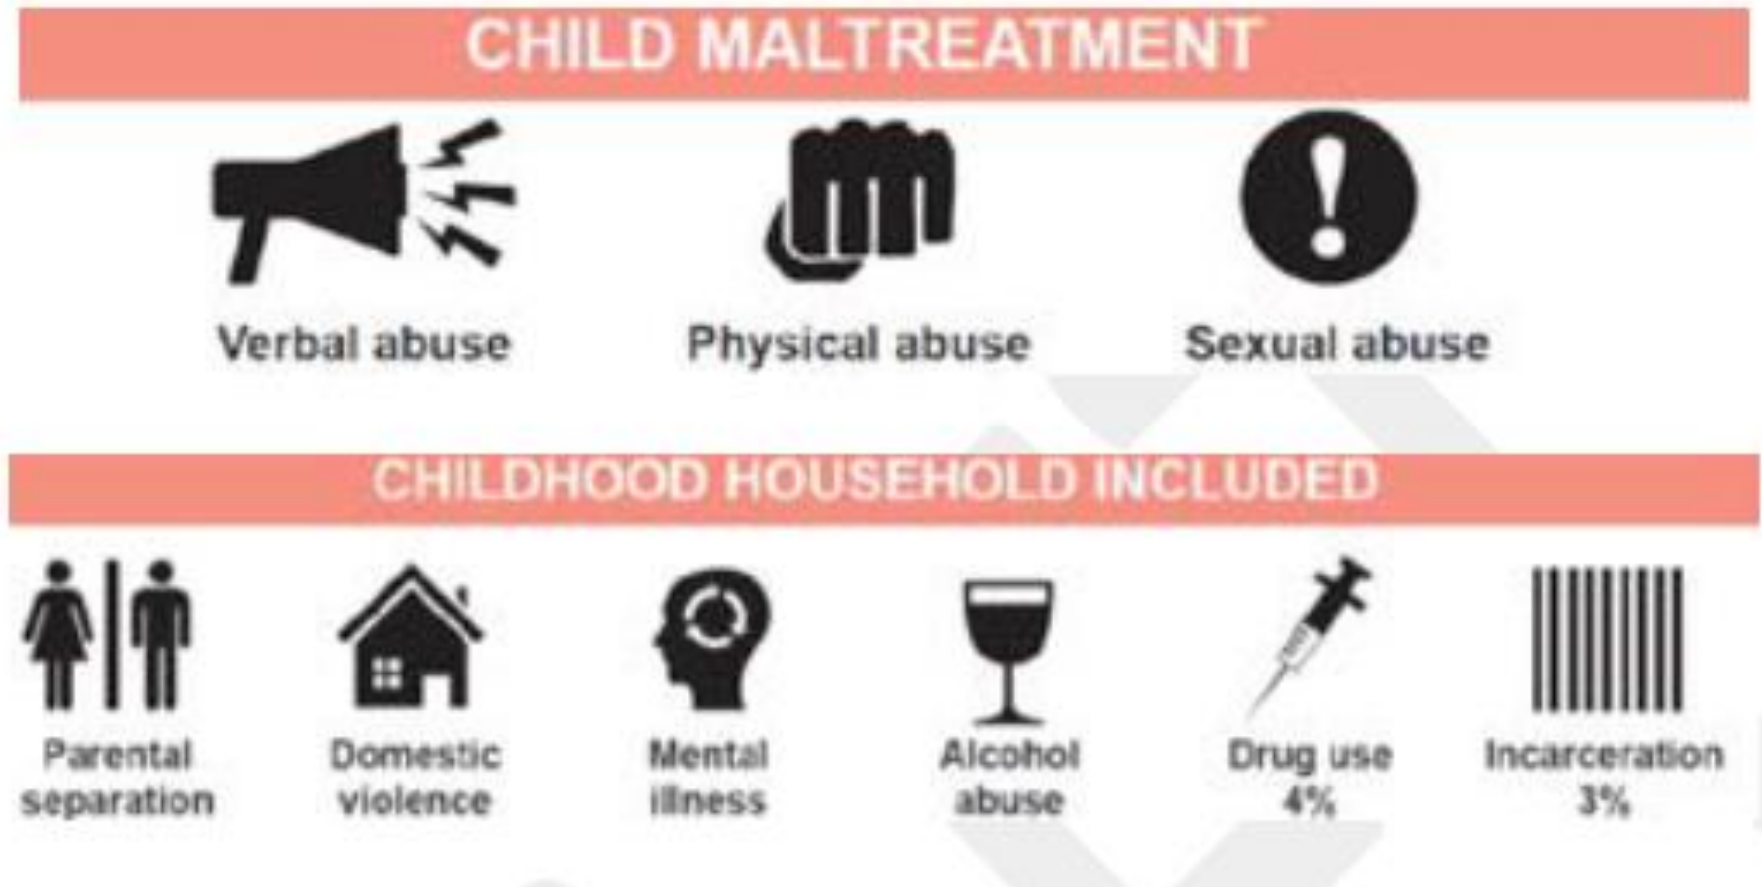 CHILD MALTREATMENT
Verbal abuse
Physical abuse
Sexual abuse
CHILDHOOD HOUSEHOLD INCLUDED
Parental
separation
Domestic
violence
Mental
illness
Alcohol
abuse
Drug use
4%
Incarceration
3%